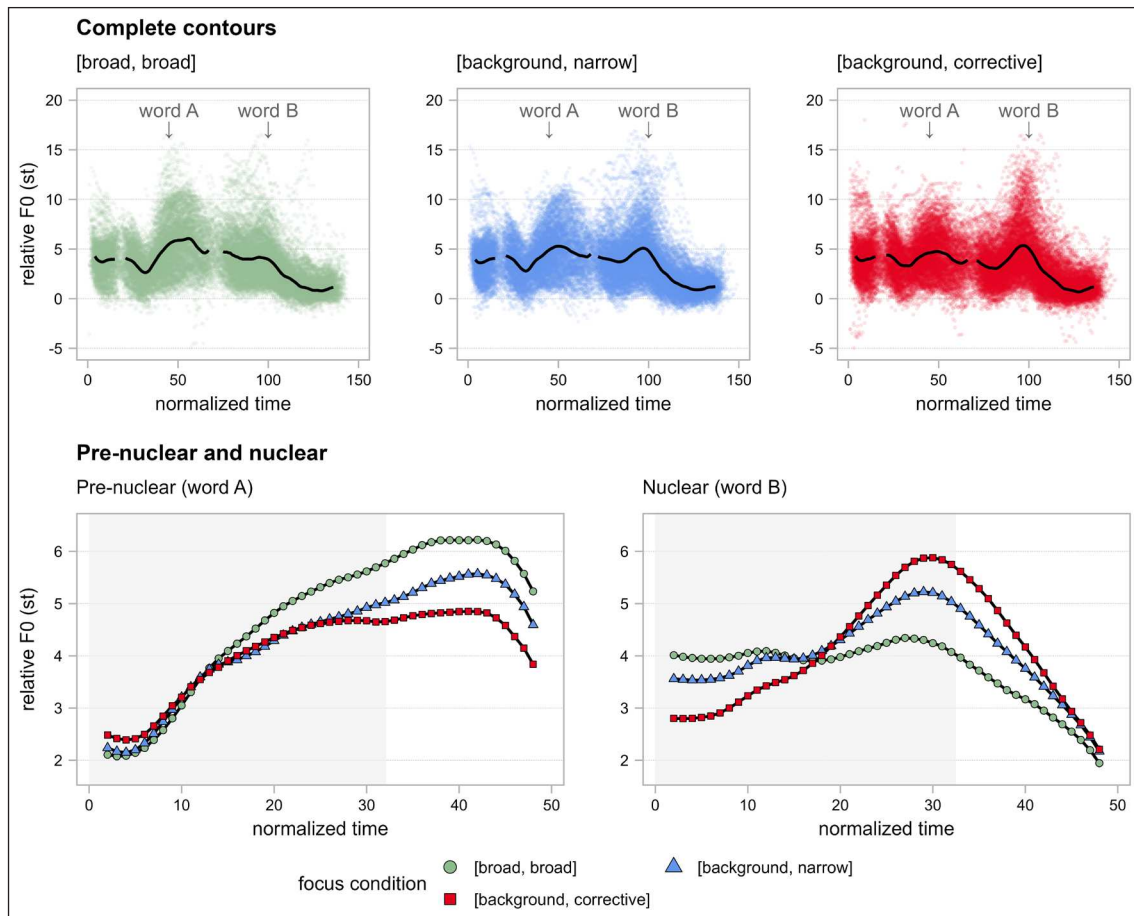 Complete contours
[broad, broad]
[background, narrow]
[background, corrective]
relative F0 (st)
20
15
10
5
0
-5
word A
word B
0
50
100
150
normalized time
20
15
10
5
0
-5
word A
word B
0
50
100
150
normalized time
20
15
10
5
0
-5
word A
word B
0
50
100
150
normalized time
Pre-nuclear and nuclear
Pre-nuclear (word A)
Nuclear (word B)
relative F0 (st)
6
5
4
3
2
0
10
20
30
40
50
normalized time
6
5
4
3
2
0
10
20
30
40
50
normalized time
focus condition
[broad, broad]
[background, narrow]
[background, corrective]